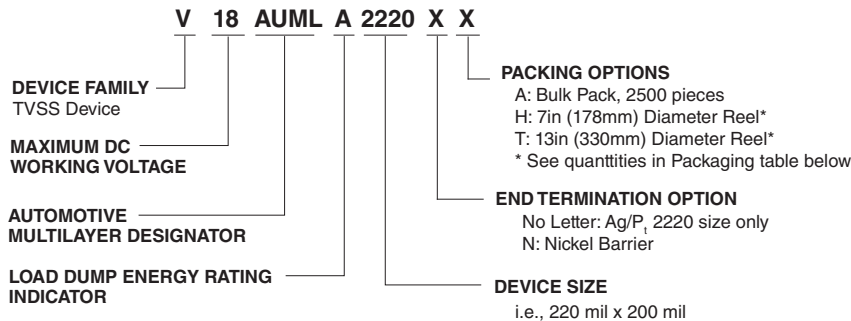 V 18 AUML A 2220 X X
DEVICE FAMILY
TVSS Device
MAXIMUM DC
WORKING VOLTAGE
AUTOMOTIVE
MULTILAYER DESIGNATOR
LOAD DUMP ENERGY RATING
INDICATOR
PACKING OPTIONS
A: Bulk Pack, 2500 pieces
H: 7in (178mm) Diameter Reel*
T: 13in (330mm) Diameter Reel*
* See quanttities in Packaging table below
END TERMINATION OPTION
No Letter: Ag/Pt 2220 size only
N: Nickel Barrier
DEVICE SIZE
i.e., 220 mil x 200 mil